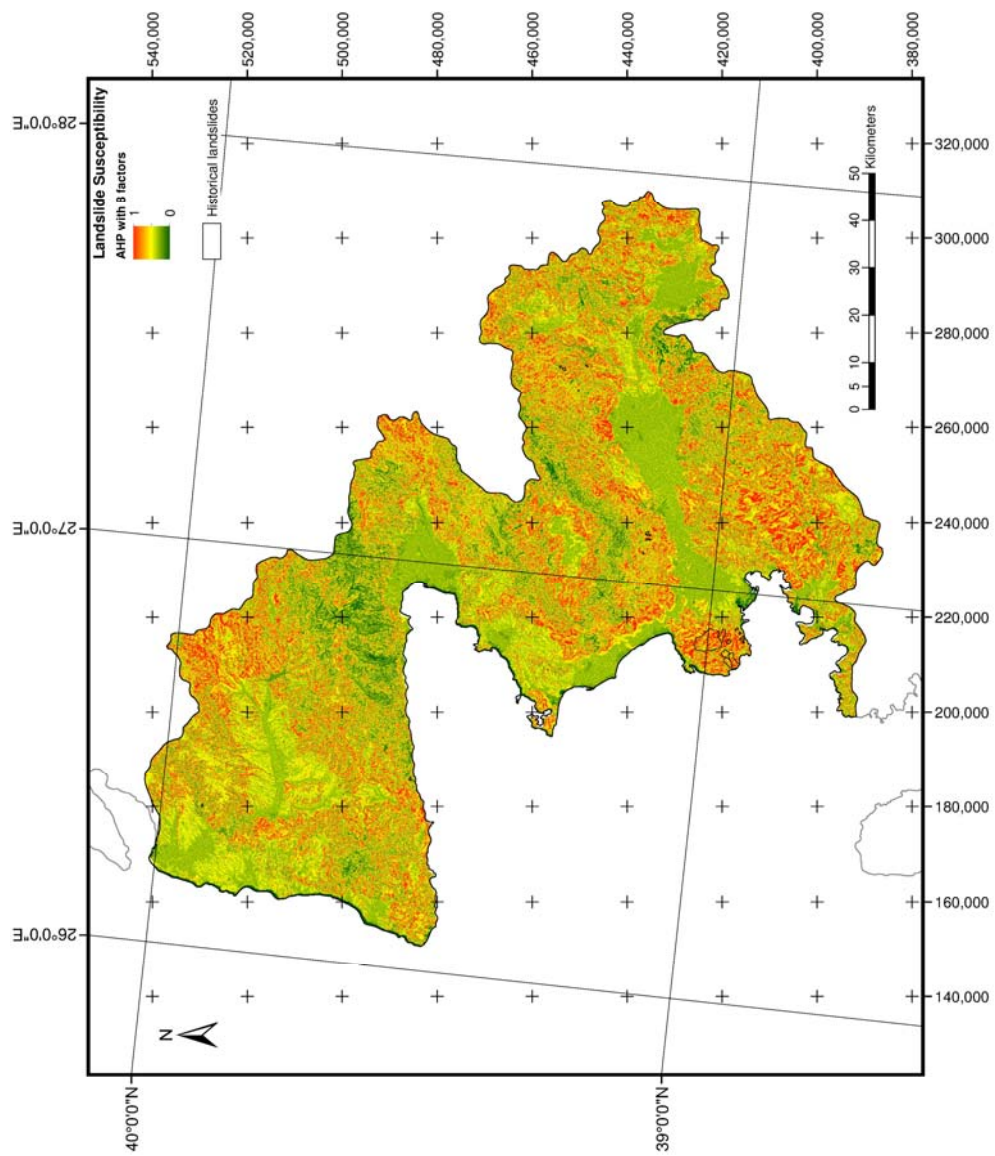 Landslide Susceptibility
AHP with 8 factors
1
0
Historical landslides
N
26°0'0"E
27°0'0"E
28°0'0"E
40°0'0"N
39°0'0"N
540,000
520,000
500,000
480,000
460,000
440,000
420,000
400,000
380,000
140,000
160,000
180,000
200,000
220,000
240,000
260,000
280,000
300,000
320,000
0 5 10 20 30 40 50
Kilometers